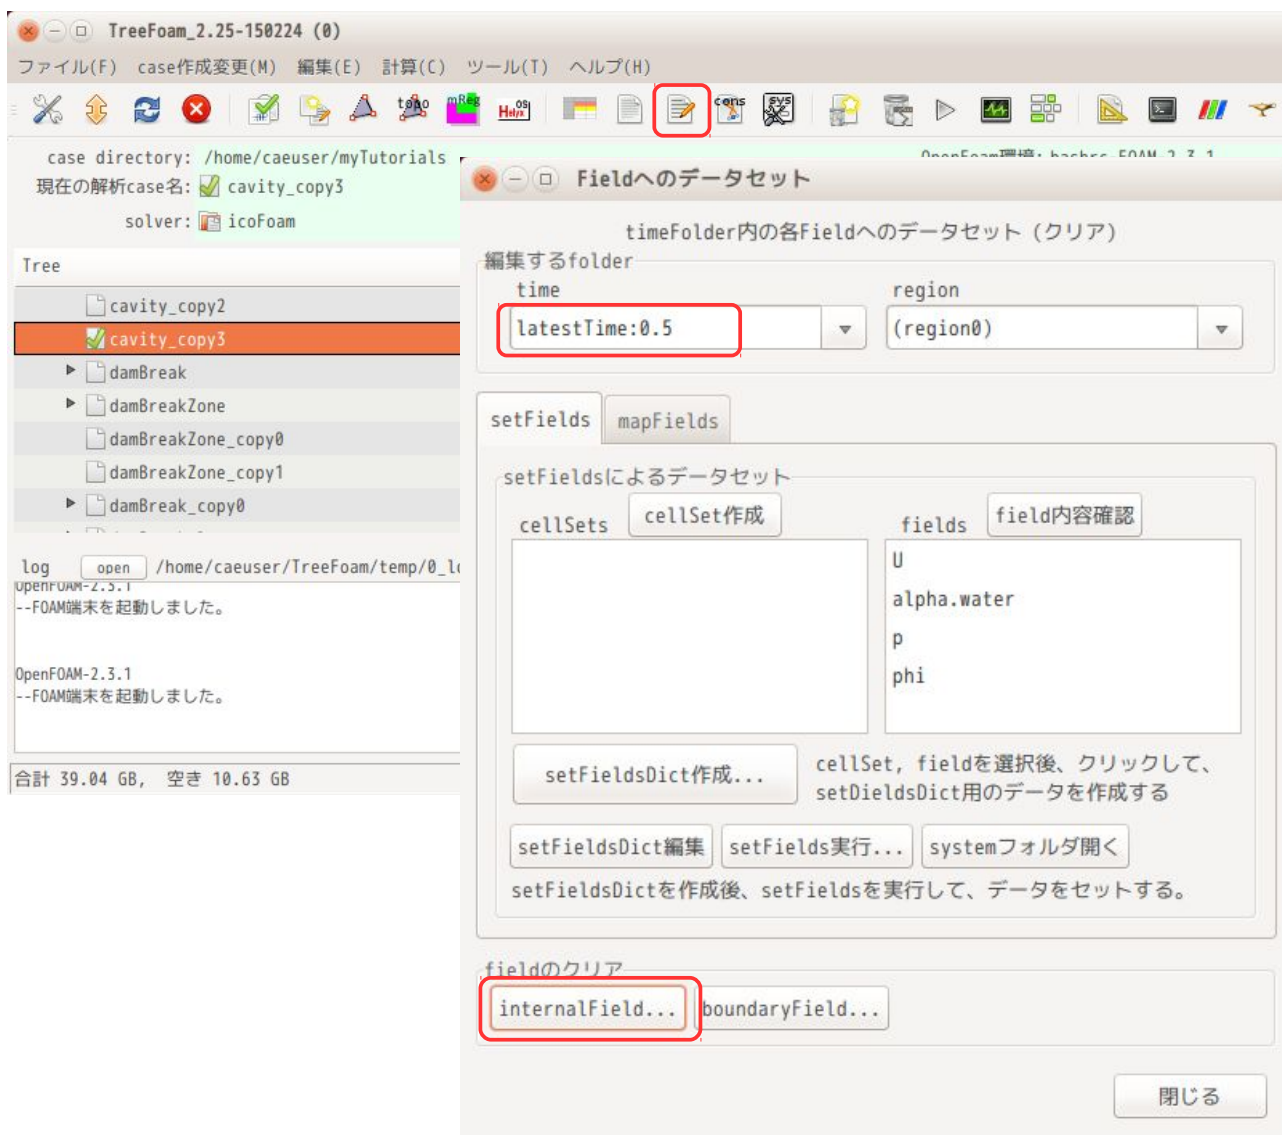 TreeFoam_2.25-150224 (0)
ファイル(F) case作成変更(M) 編集(E) 計算(C) ツール(T) ヘルプ(H)
case directory: /home/caeuser/myTutorials
現在の解析case名: cavity_copy3
solver: icoFoam
Tree
cavity_copy2
cavity_copy3
damBreak
damBreakZone
damBreakZone_copy0
damBreakZone_copy1
damBreak_copy0
log open /home/caeuser/TreeFoam/temp/0_lo
--FOAM端末を起動しました。
OpenFOAM-2.3.1
--FOAM端末を起動しました。
合計 39.04 GB, 空き 10.63 GB
Fieldへのデータセット
timeFolder内の各Fieldへのデータセット (クリア)
編集するfolder
time region
latestTime:0.5 (region0)
setFields mapFields
setFieldsによるデータセット
cellSets cellSet作成 fields field内容確認
U
alpha.water
p
phi
setFieldsDict作成... cellSet, fieldを選択後、クリックして、
setDieldsDict用のデータを作成する
setFieldsDict編集 setFields実行... systemフォルダ開く
setFieldsDictを作成後、setFieldsを実行して、データをセットする。
fieldのクリア
internalField... boundaryField...
閉じる